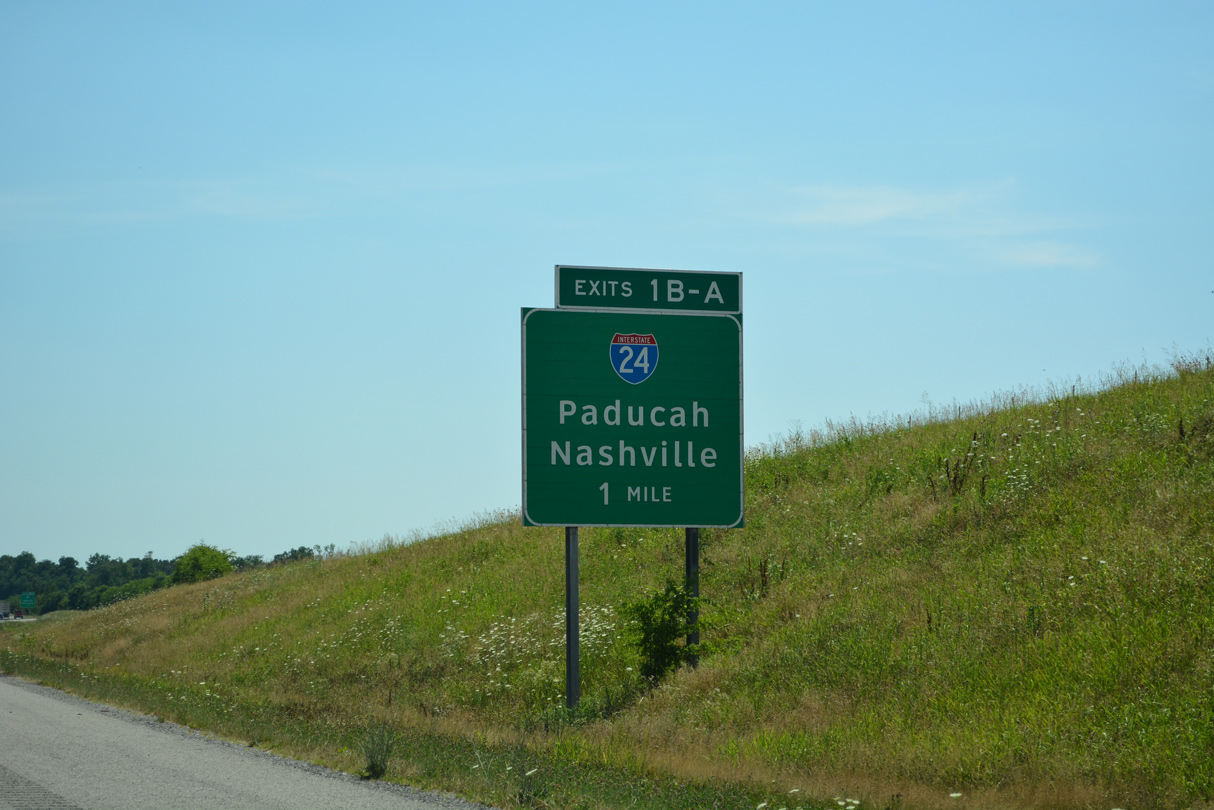 EXITS 1B-A
INTERSTATE
24
Paducah
Nashville
1 MILE